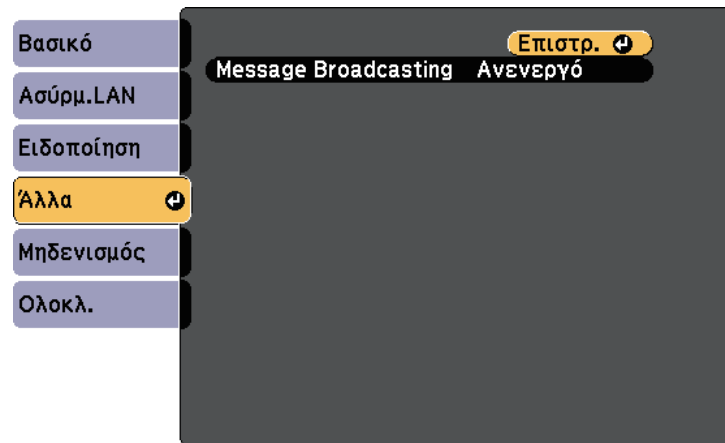 Βασικό
Ασύρμ.LAN
Ειδοποίηση
Άλλα
Μηδενισμός
Ολοκλ.
Επιστρ.
Message Broadcasting Ανενεργό